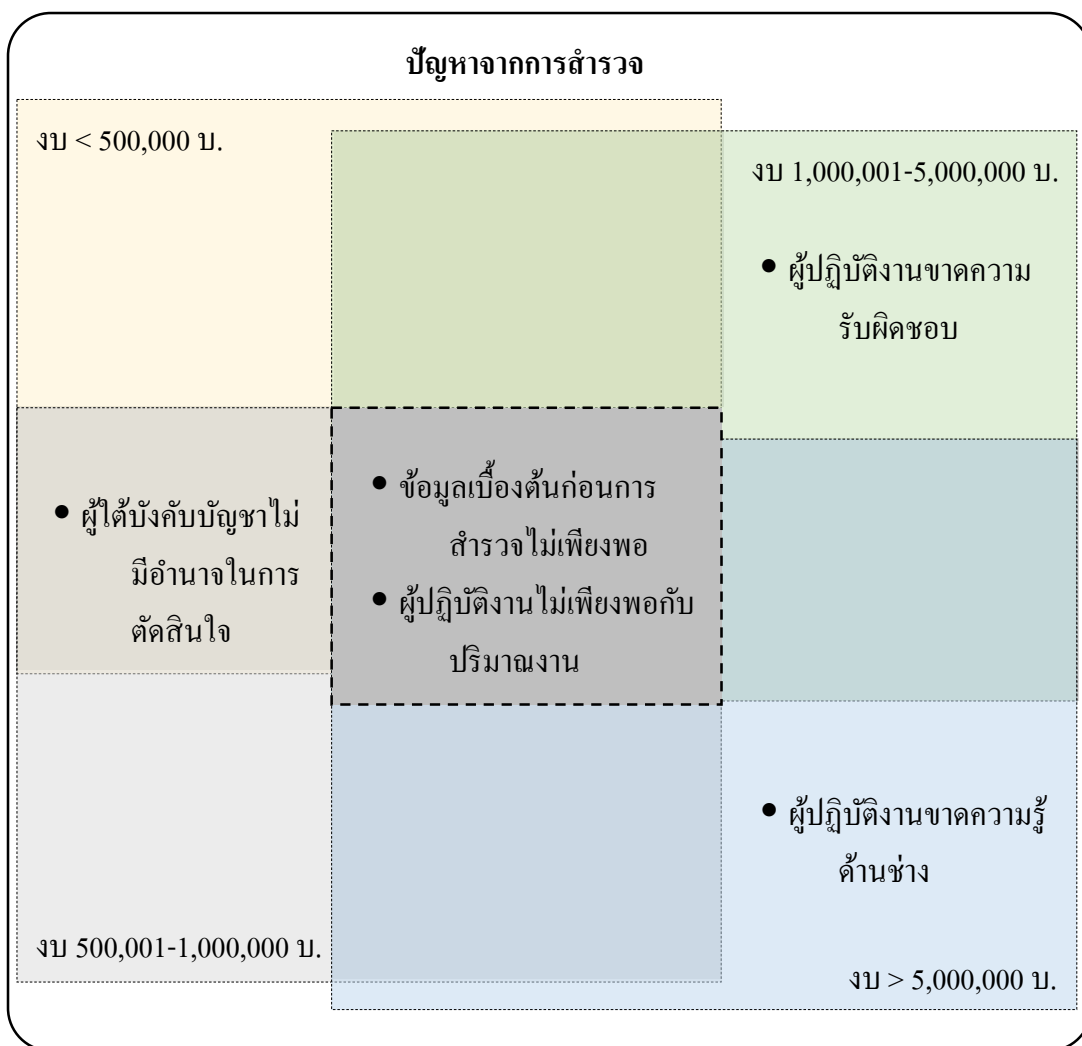 ปัญหาจากการสำรวจ
งบ < 500,000 บ.
งบ 1,000,001-5,000,000 บ.
• ผู้ปฏิบัติงานขาดความ
รับผิดชอบ
• ผู้ใต้บังคับบัญชาไม่
มีอำนาจในการ
ตัดสินใจ
• ข้อมูลเบื้องต้นก่อนการ
สำรวจไม่เพียงพอ
• ผู้ปฏิบัติงานไม่เพียงพอกับ
ปริมาณงาน
• ผู้ปฏิบัติงานขาดความรู้
ด้านช่าง
งบ 500,001-1,000,000 บ.
งบ > 5,000,000 บ.